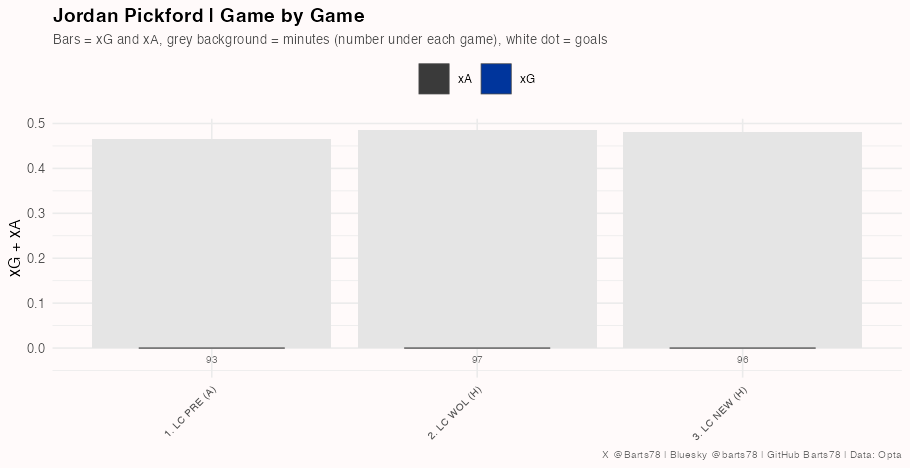 Jordan Pickford | Game by Game
Bars = xG and xA, grey background = minutes (number under each game), white dot = goals
xA xG
xG + xA
0.5
0.4
0.3
0.2
0.1
0.0
93 97 96
1. LC PRE (A) 2. LC WOL (H) 3. LC NEW (H)
X @Barts78 | Bluesky @barts78 | GitHub Barts78 | Data: Opta